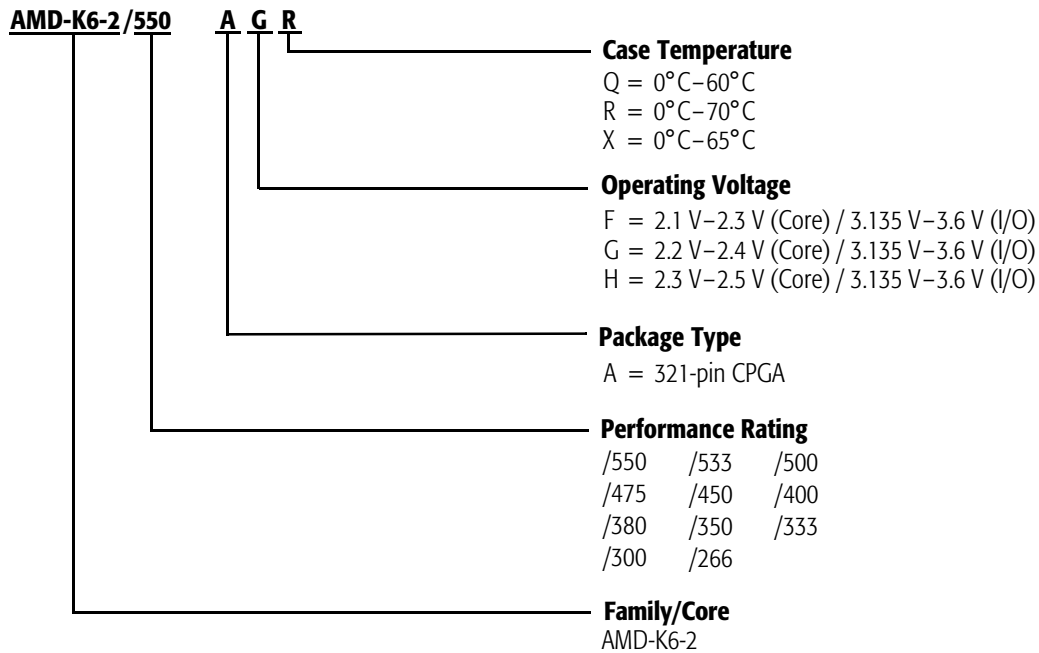 AMD-K6-2/550 A G R
Case Temperature
Q = 0°C–60°C
R = 0°C–70°C
X = 0°C–65°C
Operating Voltage
F = 2.1 V–2.3 V (Core) / 3.135 V–3.6 V (I/O)
G = 2.2 V–2.4 V (Core) / 3.135 V–3.6 V (I/O)
H = 2.3 V–2.5 V (Core) / 3.135 V–3.6 V (I/O)
Package Type
A = 321-pin CPGA
Performance Rating
/550 /533 /500
/475 /450 /400
/380 /350 /333
/300 /266
Family/Core
AMD-K6-2